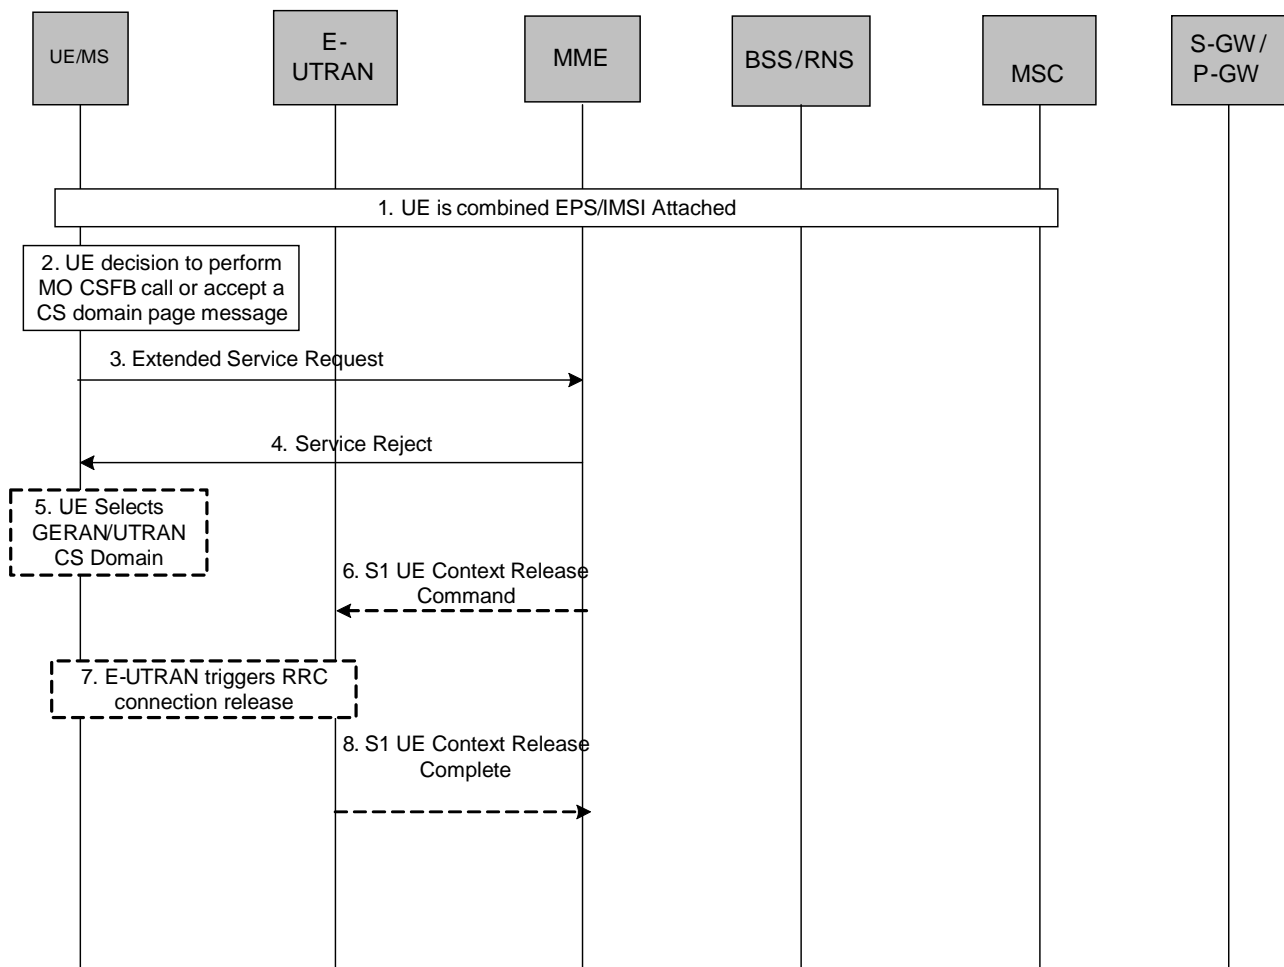 UE/MS
E-
UTRAN
MME
BSS/RNS
MSC
S-GW/
P-GW
1. UE is combined EPS/IMSI Attached
2. UE decision to perform
MO CSFB call or accept a
CS domain page message
3. Extended Service Request
4. Service Reject
5. UE Selects
GERAN/UTRAN
CS Domain
6. S1 UE Context Release
Command
7. E-UTRAN triggers RRC
connection release
8. S1 UE Context Release
Complete